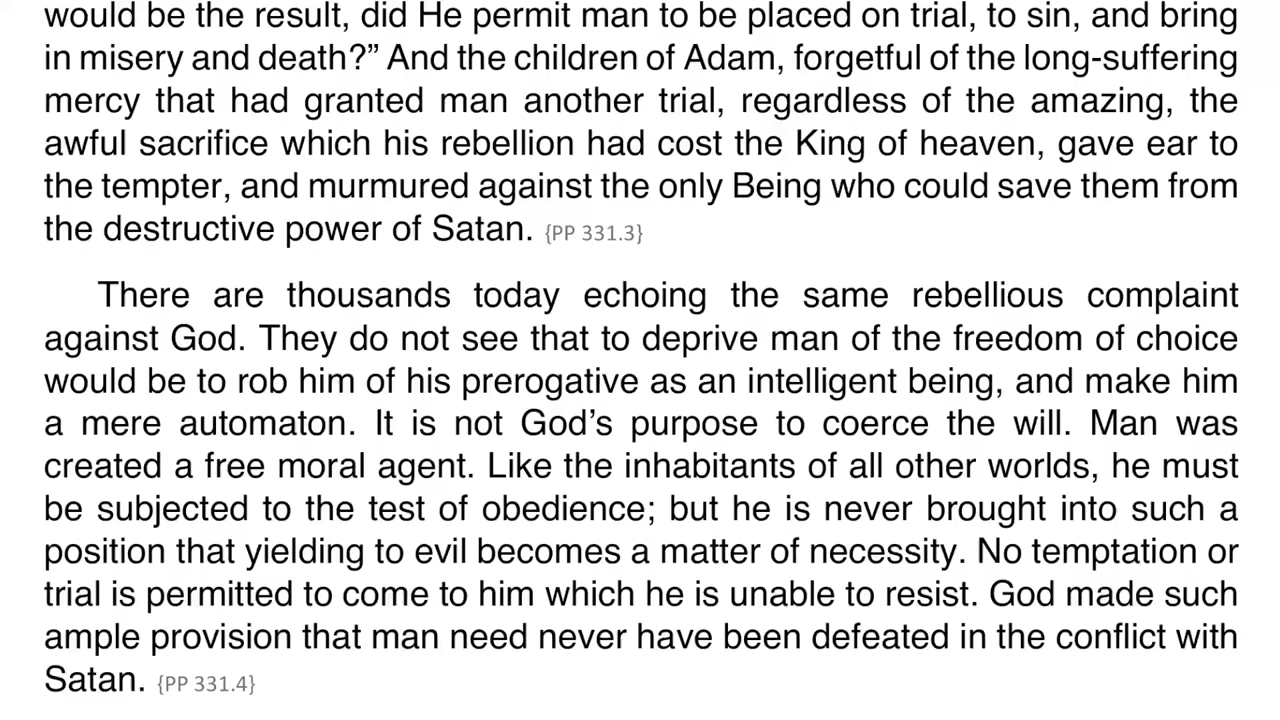 would be the result, did He permit man to be placed on trial, to sin, and bring
in misery and death?” And the children of Adam, forgetful of the long-suffering
mercy that had granted man another trial, regardless of the amazing, the
awful sacrifice which his rebellion had cost the King of heaven, gave ear to
the tempter, and murmured against the only Being who could save them from
the destructive power of Satan. {PP 331.3}
There are thousands today echoing the same rebellious complaint
against God. They do not see that to deprive man of the freedom of choice
would be to rob him of his prerogative as an intelligent being, and make him
a mere automaton. It is not God’s purpose to coerce the will. Man was
created a free moral agent. Like the inhabitants of all other worlds, he must
be subjected to the test of obedience; but he is never brought into such a
position that yielding to evil becomes a matter of necessity. No temptation or
trial is permitted to come to him which he is unable to resist. God made such
ample provision that man need never have been defeated in the conflict with
Satan. {PP 331.4}